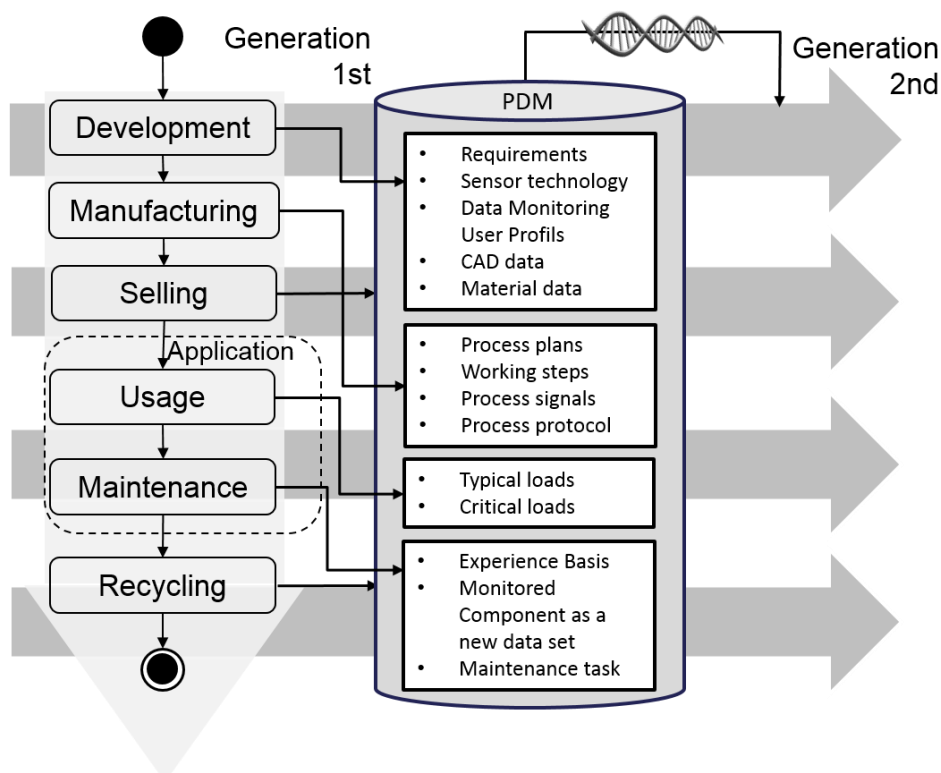 Generation
1st
Generation
2nd
Development
Manufacturing
Selling
Application
Usage
Maintenance
Recycling
PDM
• Requirements
• Sensor technology
• Data Monitoring
User Profils
• CAD data
• Material data
• Process plans
• Working steps
• Process signals
• Process protocol
• Typical loads
• Critical loads
• Experience Basis
• Monitored
Component as a
new data set
• Maintenance task